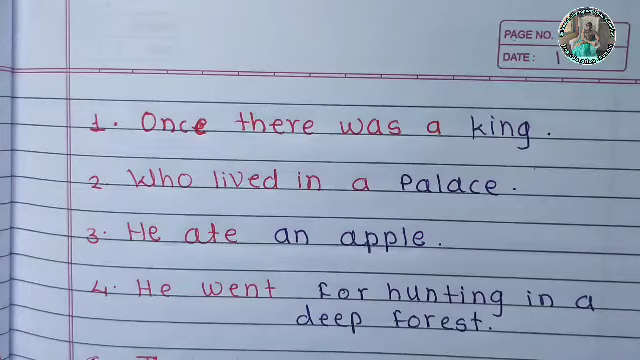 PAGE NO.
DATE:
1. Once there was a king.
2 Who lived in a palace.
3. He ate an apple.
4. He went for hunting in a
deep forest.